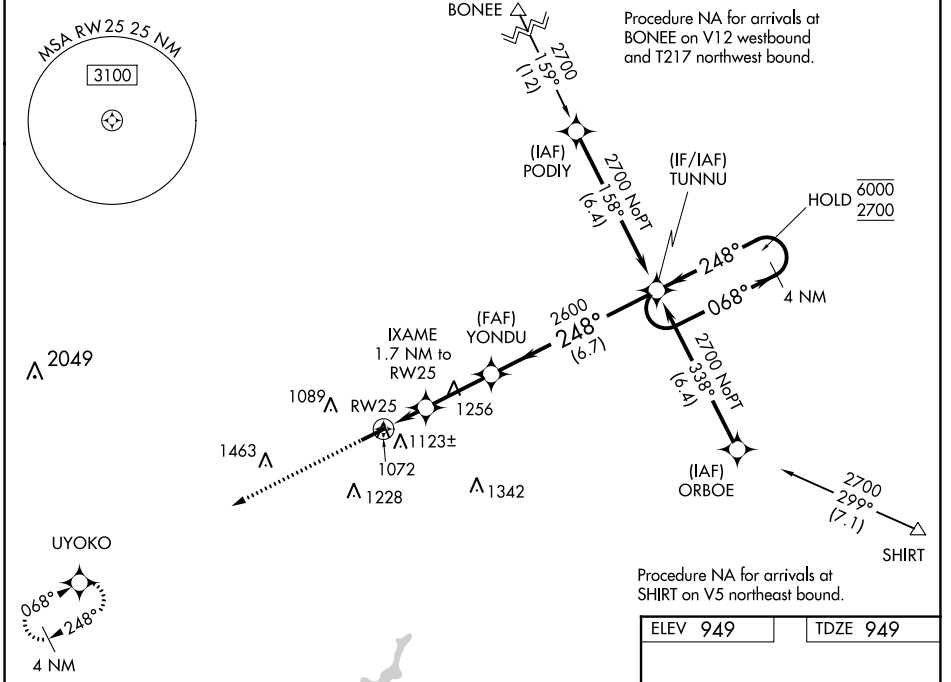 MSA RW25 25 NM
3100
BONEE
2700
159°
(12)
Procedure NA for arrivals at
BONEE on V12 westbound
and T217 northwest bound.
(IAF)
PODIY
2700 NoPT
158°
(6.4)
(IF/IAF)
TUNNU
HOLD 6000
2700
248°
068°
4 NM
2600
248°
(6.7)
(FAF)
YONDU
IXAME
1.7 NM to
RW25
2049
1089
RW25
1256
1123±
1463
1072
1228
1342
2700 NoPT
338°
(6.4)
(IAF)
ORBOE
2700
299°
(7.1)
SHIRT
UYOKO
068°
248°
4 NM
Procedure NA for arrivals at
SHIRT on V5 northeast bound.
ELEV 949
TDZE 949